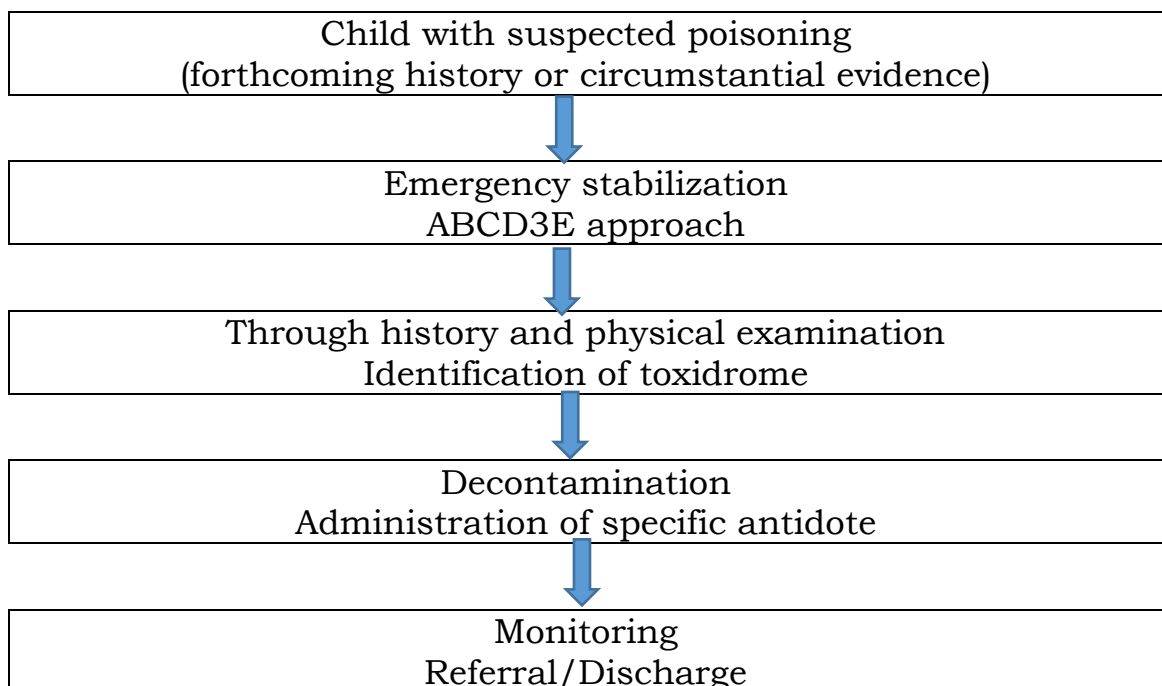 Child with suspected poisoning
(forthcoming history or circumstantial evidence)
Emergency stabilization
ABCD3E approach
Through history and physical examination
Identification of toxidrome
Decontamination
Administration of specific antidote
Monitoring
Referral/Discharge